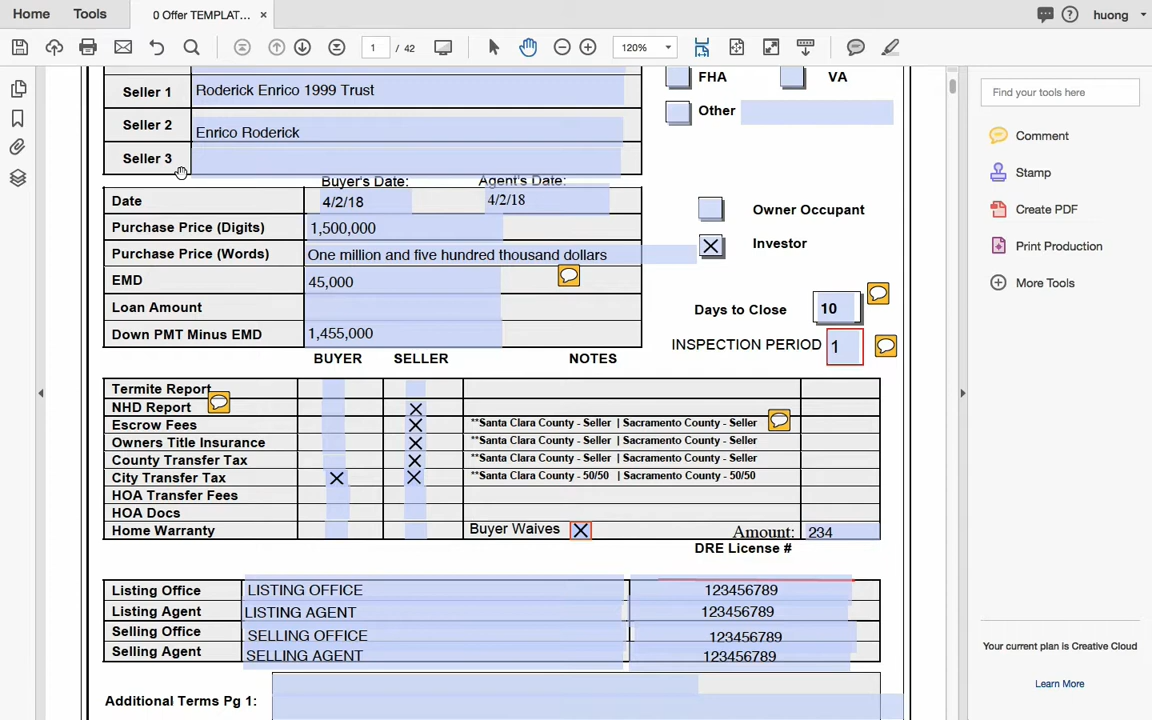 Home Tools 0 Offer TEMPLAT... × ? huong
1 / 42 120%
Seller 1 Roderick Enrico 1999 Trust
FHA VA
Seller 2 Enrico Roderick
Other
Seller 3
Buyer's Date: Agent's Date:
Date 4/2/18 4/2/18
Owner Occupant
Purchase Price (Digits) 1,500,000
Investor
Purchase Price (Words) One million and five hundred thousand dollars
EMD 45,000
Loan Amount
Days to Close 10
Down PMT Minus EMD 1,455,000
INSPECTION PERIOD 1
BUYER SELLER NOTES
Termite Report
NHD Report X
Escrow Fees X **Santa Clara County - Seller | Sacramento County - Seller
Owners Title Insurance X **Santa Clara County - Seller | Sacramento County - Seller
County Transfer Tax X **Santa Clara County - Seller | Sacramento County - Seller
City Transfer Tax X X **Santa Clara County - 50/50 | Sacramento County - 50/50
HOA Transfer Fees
HOA Docs
Home Warranty Buyer Waives X Amount: 234
DRE License #
Listing Office LISTING OFFICE 123456789
Listing Agent LISTING AGENT 123456789
Selling Office SELLING OFFICE 123456789
Selling Agent SELLING AGENT 123456789
Additional Terms Pg 1:
Find your tools here
Comment
Stamp
Create PDF
Print Production
More Tools
Your current plan is Creative Cloud
Learn More